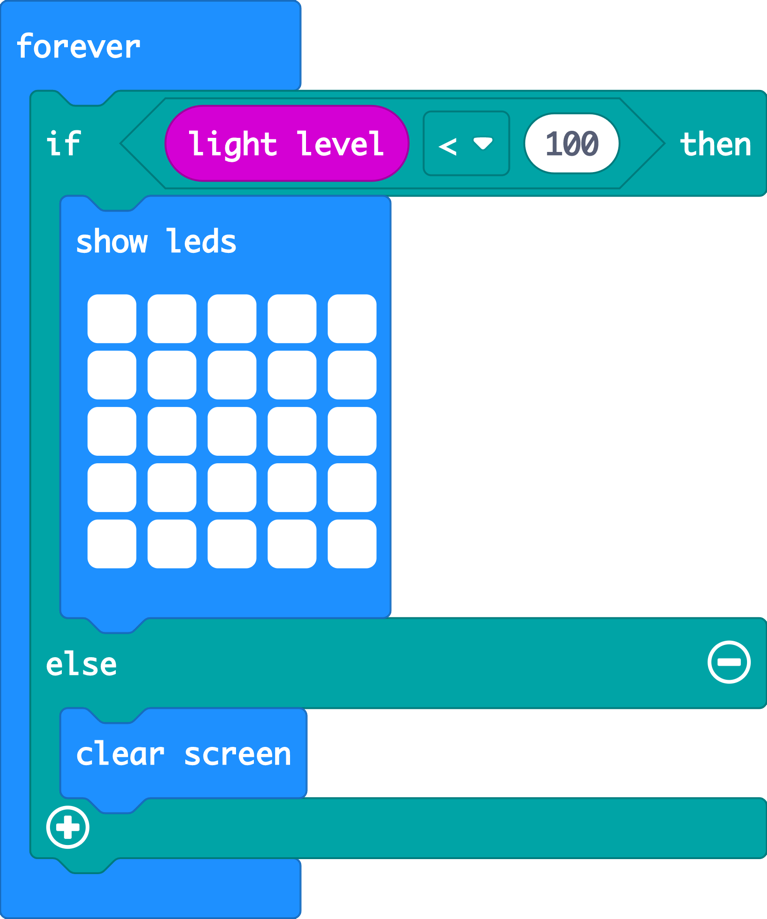 forever
if light level < 100 then
show leds
else
clear screen